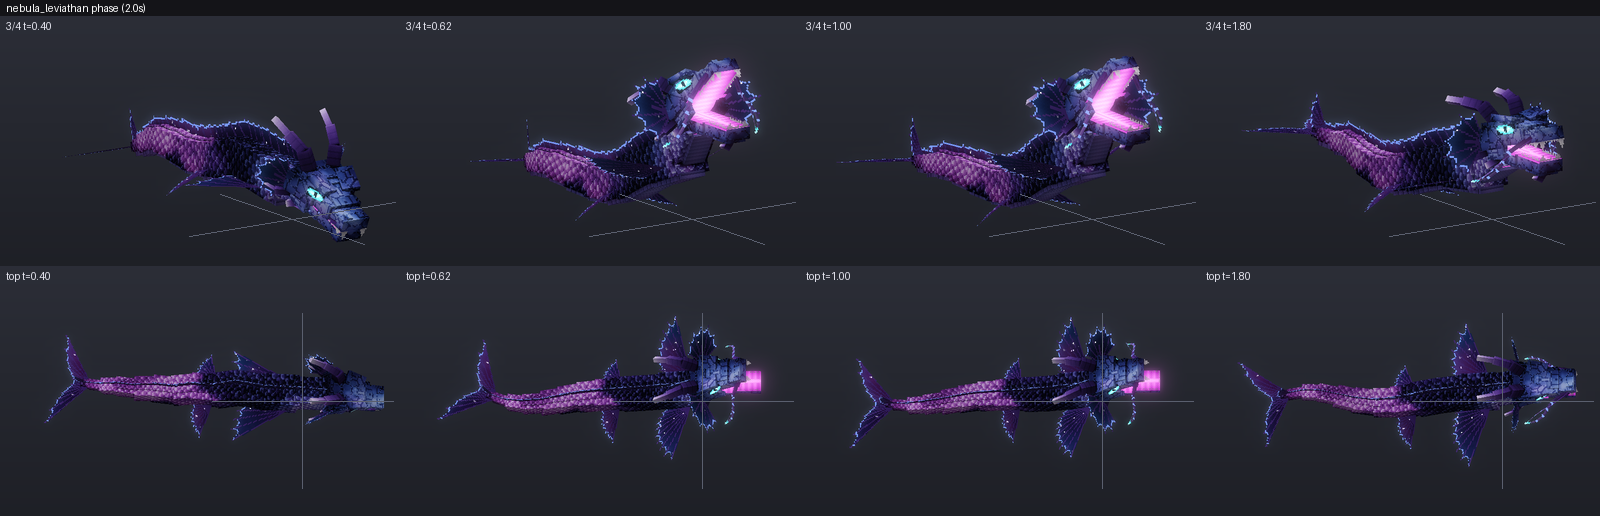 nebula_leviathan phase (2.0s)
3/4 t=0.40
3/4 t=0.62
3/4 t=1.00
3/4 t=1.80
top t=0.40
top t=0.62
top t=1.00
top t=1.80